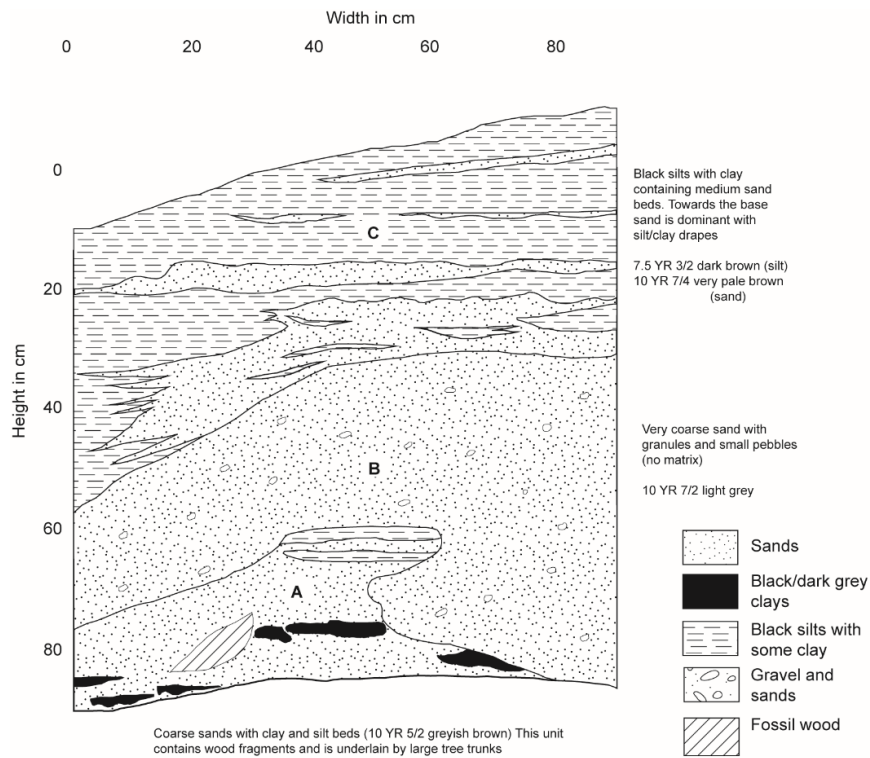 Width in cm
0
20
40
60
80
Height in cm
0
20
40
60
80
C
B
A
Black silts with clay
containing medium sand
beds. Towards the base
sand is dominant with
silt/clay drapes
7.5 YR 3/2 dark brown (silt)
10 YR 7/4 very pale brown
(sand)
Very coarse sand with
granules and small pebbles
(no matrix)
10 YR 7/2 light grey
Sands
Black/dark grey
clays
Black silts with
some clay
Gravel and
sands
Fossil wood
Coarse sands with clay and silt beds (10 YR 5/2 greyish brown) This unit
contains wood fragments and is underlain by large tree trunks